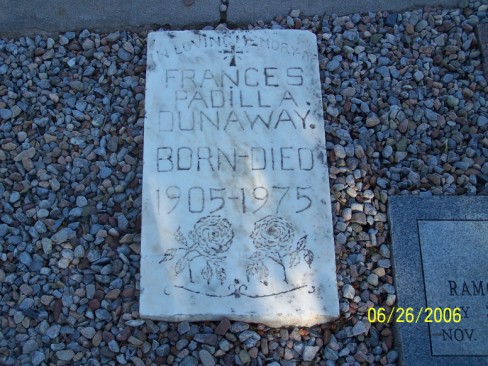 IN LOVING MEMORY OF
FRANCES
PADILLA
DUNAWAY.
BORN-DIED
1905-1975
RAMO
NOV.
06/26/2006